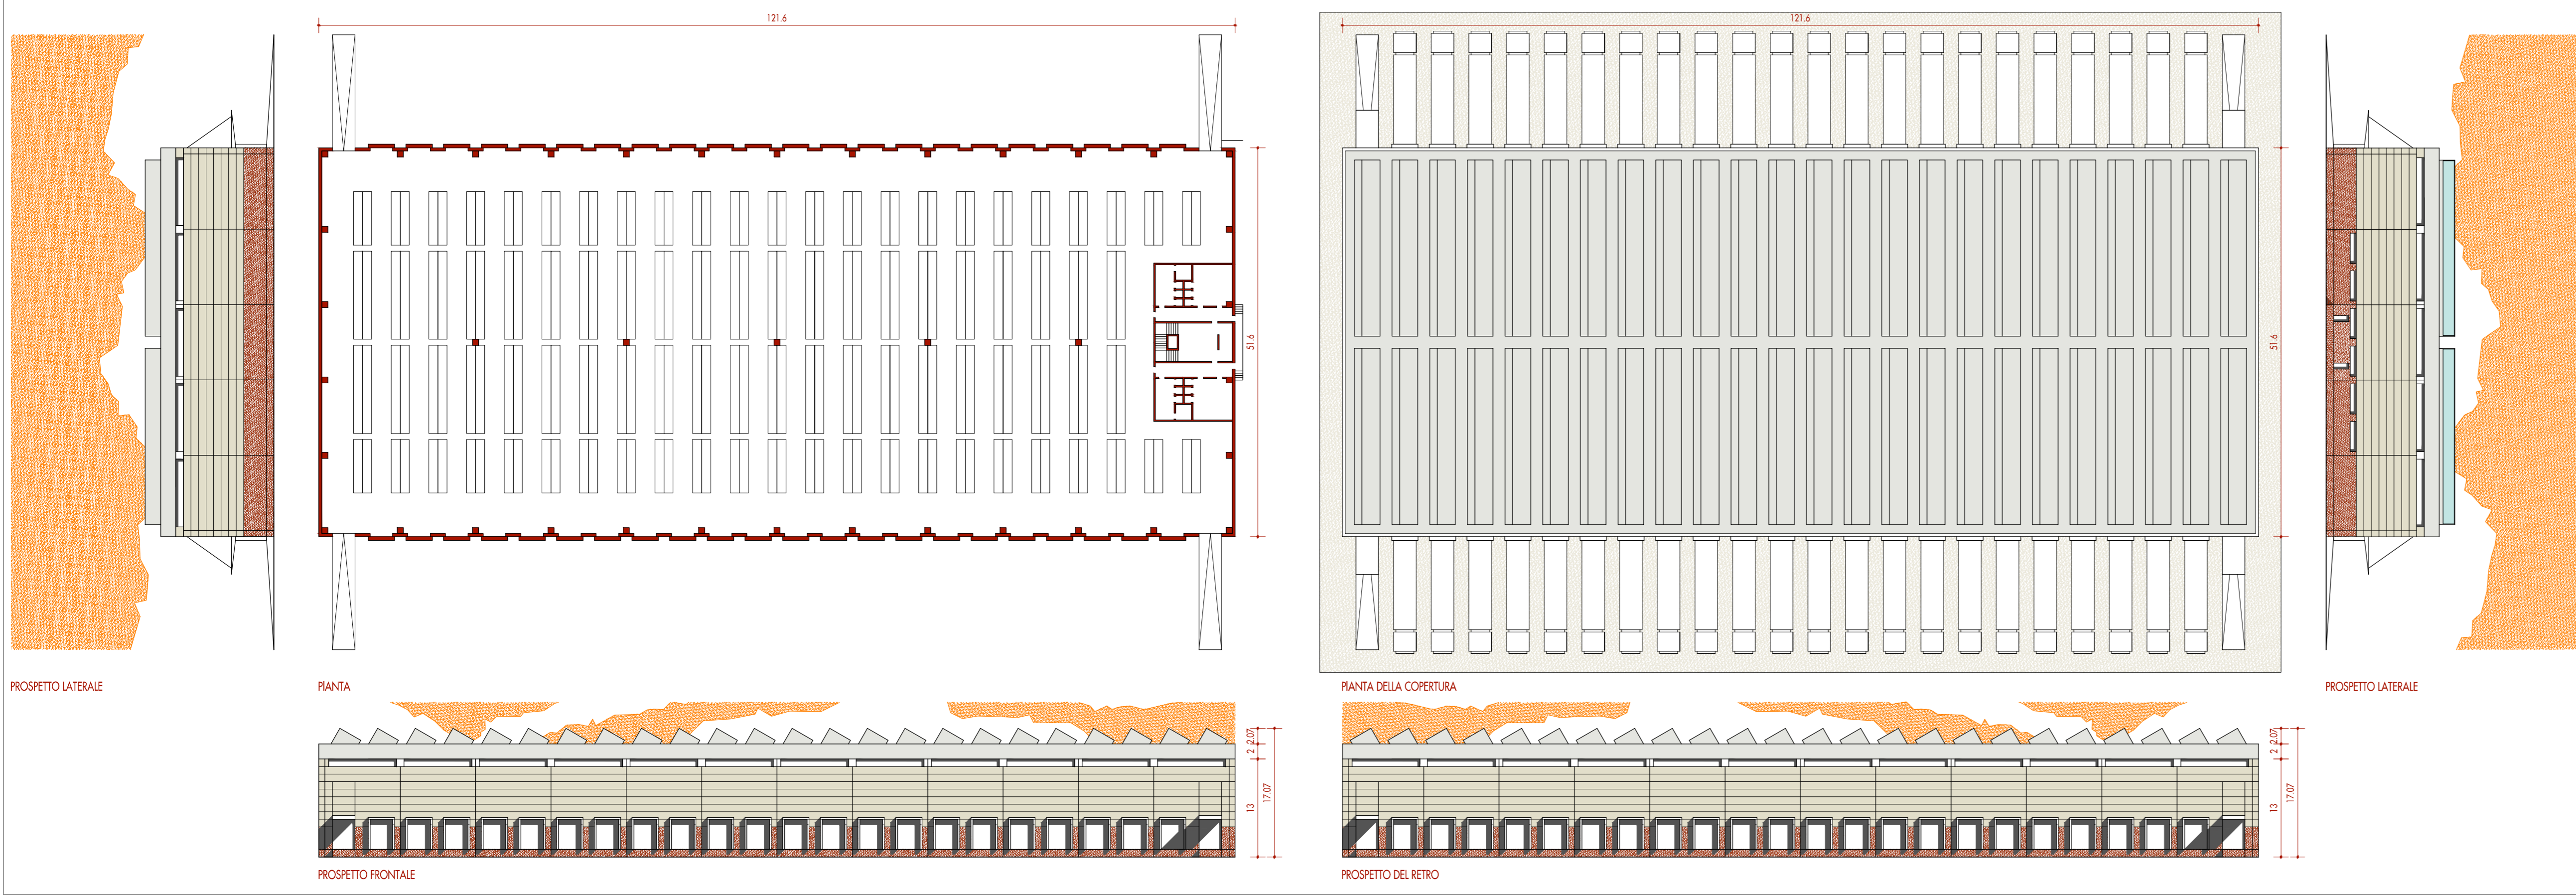 121.6
121.6
51.6
51.6
PROSPETTO LATERALE
PIANTA
PIANTA DELLA COPERTURA
PROSPETTO LATERALE
2.07
2
13
17.07
2.07
2
13
17.07
PROSPETTO FRONTALE
PROSPETTO DEL RETRO